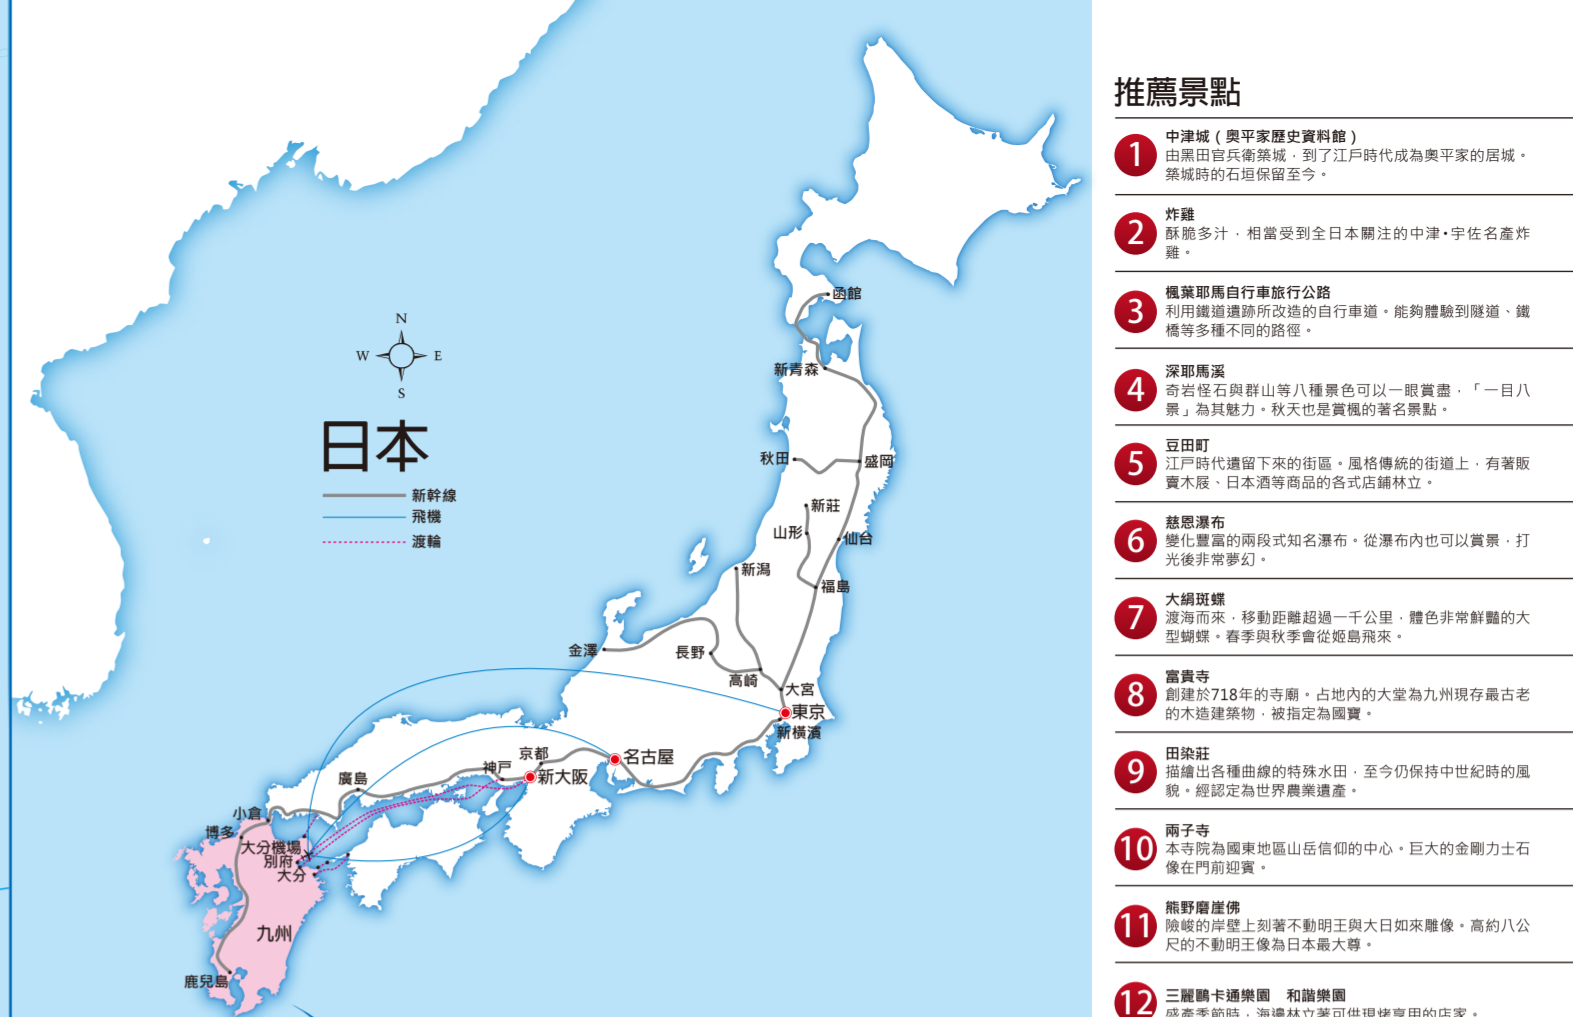 N
W
E
S
日本
新幹線
飛機
渡輪
函館
新青森
秋田
盛岡
新莊
山形
仙台
新潟
福島
金澤
長野
高崎
大宮
東京
新橫濱
名古屋
京都
神戶
新大阪
廣島
小倉
博多
大分機場
別府
大分
九州
鹿兒島
推薦景點
1
中津城（奧平家歷史資料館）
由黑田官兵衛築城，到了江戶時代成為奧平家的居城。
築城時的石垣保留至今。
2
炸雞
酥脆多汁，相當受到全日本關注的中津・宇佐名產炸
雞。
3
楓葉耶馬自行車旅行公路
利用鐵道遺跡所改造的自行車道。能夠體驗到隧道、鐵
橋等多種不同的路徑。
4
深耶馬溪
奇岩怪石與群山等八種景色可以一眼賞盡，「一目八
景」為其魅力。秋天也是賞楓的著名景點。
5
豆田町
江戸時代遺留下來的街區。風格傳統的街道上，有著販
賣木屐、日本酒等商品的各式店鋪林立。
6
慈恩瀑布
變化豐富的兩段式知名瀑布。從瀑布內也可以賞景，打
光後非常夢幻。
7
大絹斑蝶
渡海而來，移動距離超過一千公里，體色非常鮮豔的大
型蝴蝶。春季與秋季會從姬島飛來。
8
富貴寺
創建於718年的寺廟。占地內的大堂為九州現存最古老
的木造建築物，被指定為國寶。
9
田染莊
描繪出各種曲線的特殊水田，至今仍保持中世紀時的風
貌。經認定為世界農業遺產。
10
兩子寺
本寺院為國東地區山岳信仰的中心。巨大的金剛力士石
像在門前迎賓。
11
熊野磨崖佛
險峻的岸壁上刻著不動明王與大日如來雕像。高約八公
尺的不動明王像為日本最大尊。
12
三麗鷗卡通樂園　和諧樂園
盛產季節時，海邊林立著可供現烤享用的店家。